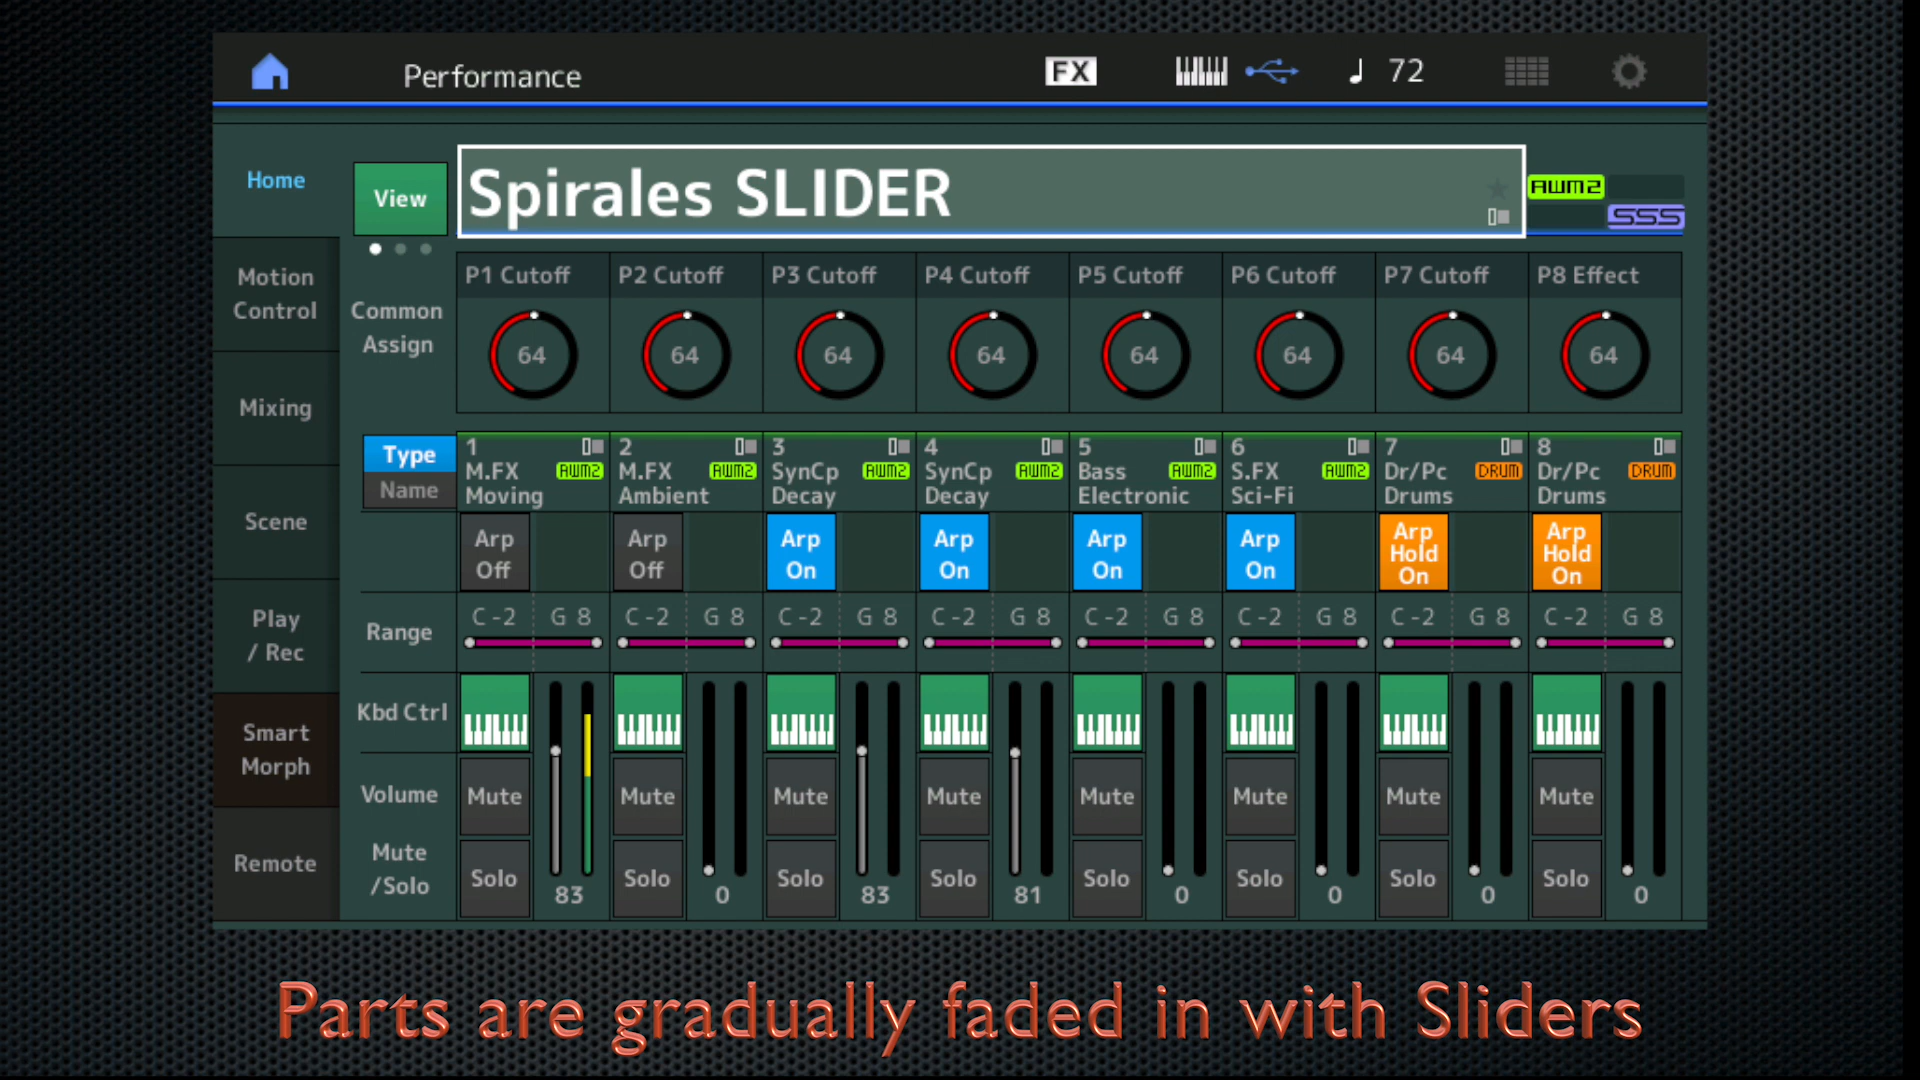 Performance FX 72
Home View Spirales SLIDER AWM2 SSS
Motion Control
Common Assign
P1 Cutoff P2 Cutoff P3 Cutoff P4 Cutoff P5 Cutoff P6 Cutoff P7 Cutoff P8 Effect
64 64 64 64 64 64 64 64
Mixing
Type
Name
1 2 3 4 5 6 7 8
M.FX AWM2 M.FX AWM2 SynCp AWM2 SynCp AWM2 Bass AWM2 S.FX AWM2 Dr/Pc DRUM Dr/Pc DRUM
Moving Ambient Decay Decay Electronic Sci-Fi Drums Drums
Scene
Arp Off Arp Off Arp On Arp On Arp On Arp On Arp Hold On Arp Hold On
Play / Rec
Range C -2 G 8 C -2 G 8 C -2 G 8 C -2 G 8 C -2 G 8 C -2 G 8 C -2 G 8 C -2 G 8
Smart Morph
Kbd Ctrl
Volume Mute Mute Mute Mute Mute Mute Mute Mute
Remote
Mute /Solo Solo Solo Solo Solo Solo Solo Solo Solo
83 0 83 81 0 0 0 0
Parts are gradually faded in with Sliders